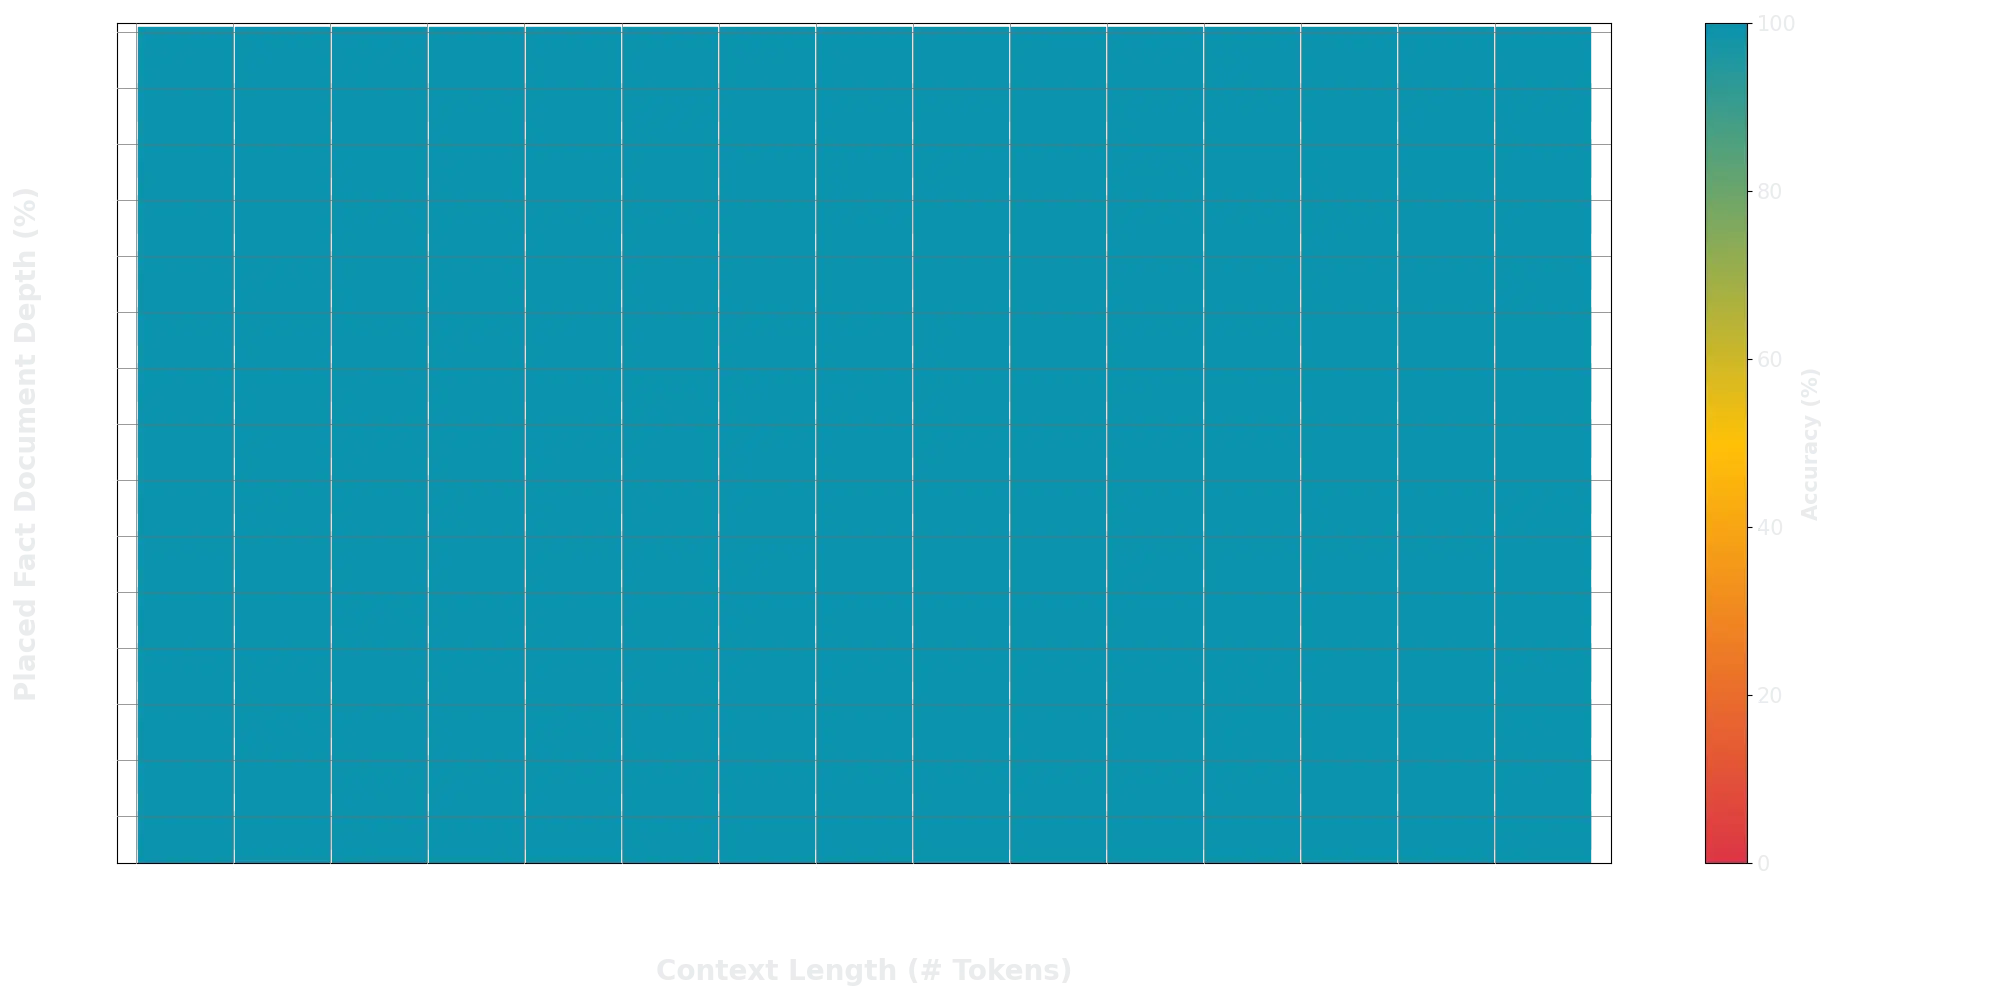 Placed Fact Document Depth (%)
Context Length (# Tokens)
100
80
60
40
20
0
Accuracy (%)